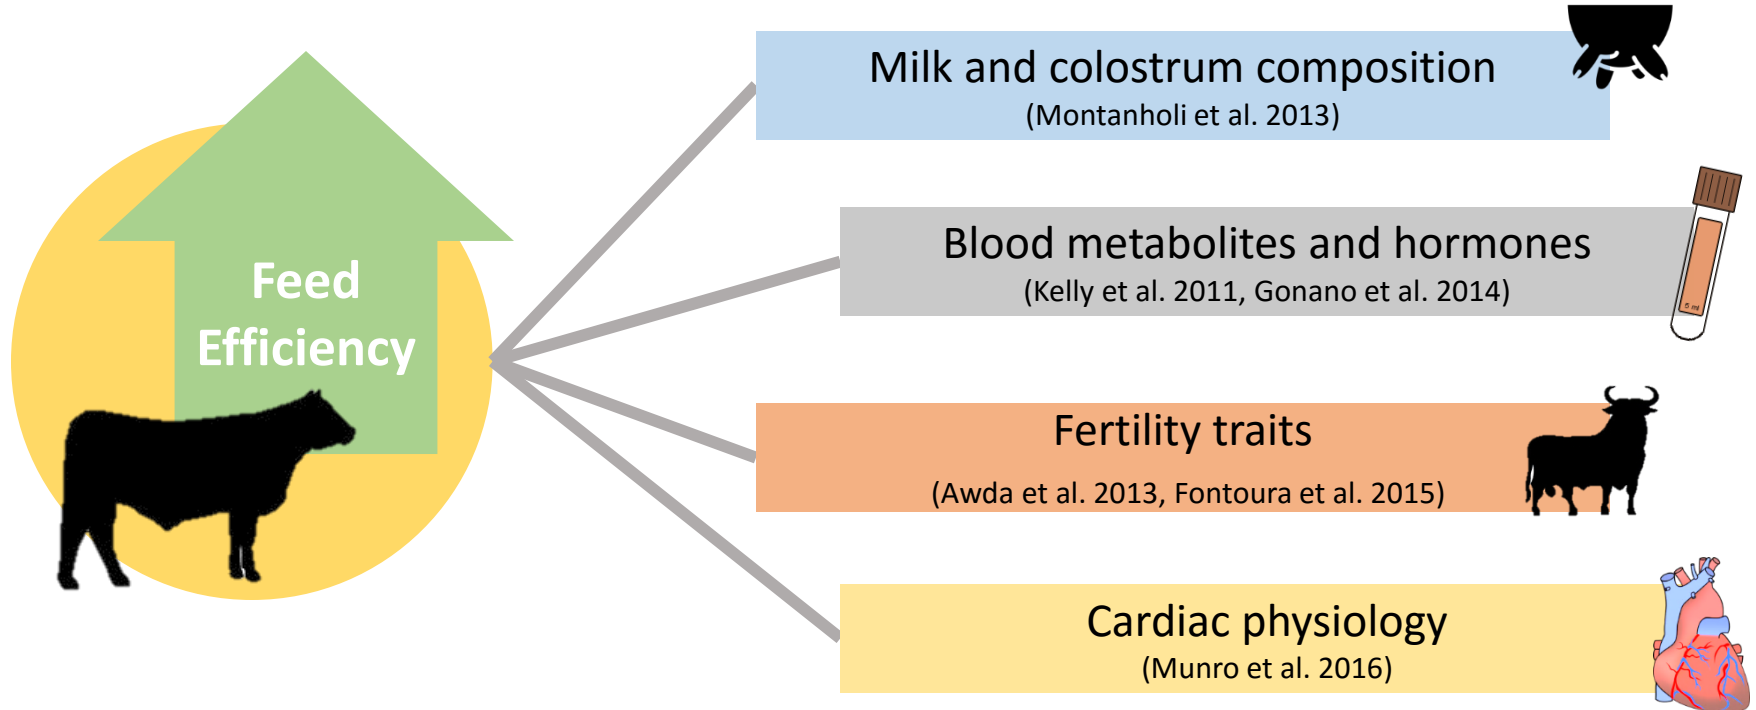 Feed
Efficiency
Milk and colostrum composition
(Montanholi et al. 2013)
Blood metabolites and hormones
(Kelly et al. 2011, Gonano et al. 2014)
5 ml
Fertility traits
(Awda et al. 2013, Fontoura et al. 2015)
Cardiac physiology
(Munro et al. 2016)